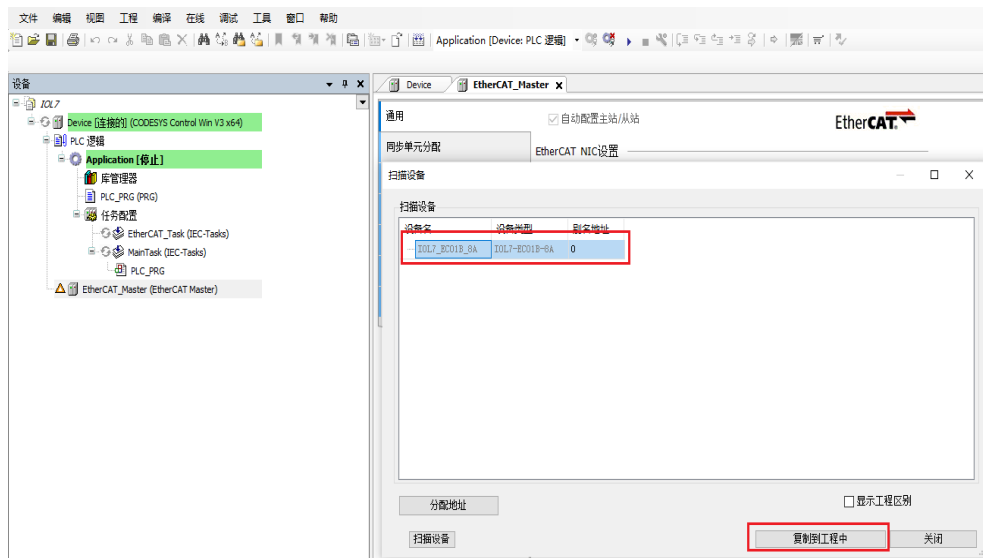 文件 编辑 视图 工程 编译 在线 调试 工具 窗口 帮助
Application [Device: PLC 逻辑]
设备
IOL7
Device [连接的] (CODESYS Control Win V3 x64)
PLC 逻辑
Application [停止]
库管理器
PLC_PRG (PRG)
任务配置
EtherCAT_Task (IEC-Tasks)
MainTask (IEC-Tasks)
PLC_PRG
EtherCAT_Master (EtherCAT Master)
Device EtherCAT_Master X
通用
自动配置主站/从站
EtherCAT
同步单元分配
EtherCAT NIC设置
扫描设备
扫描设备
设备名 设备类型 别名地址
IOL7_EC01B_8A IOL7-EC01B-8A 0
分配地址
显示工程区别
扫描设备
复制到工程中
关闭